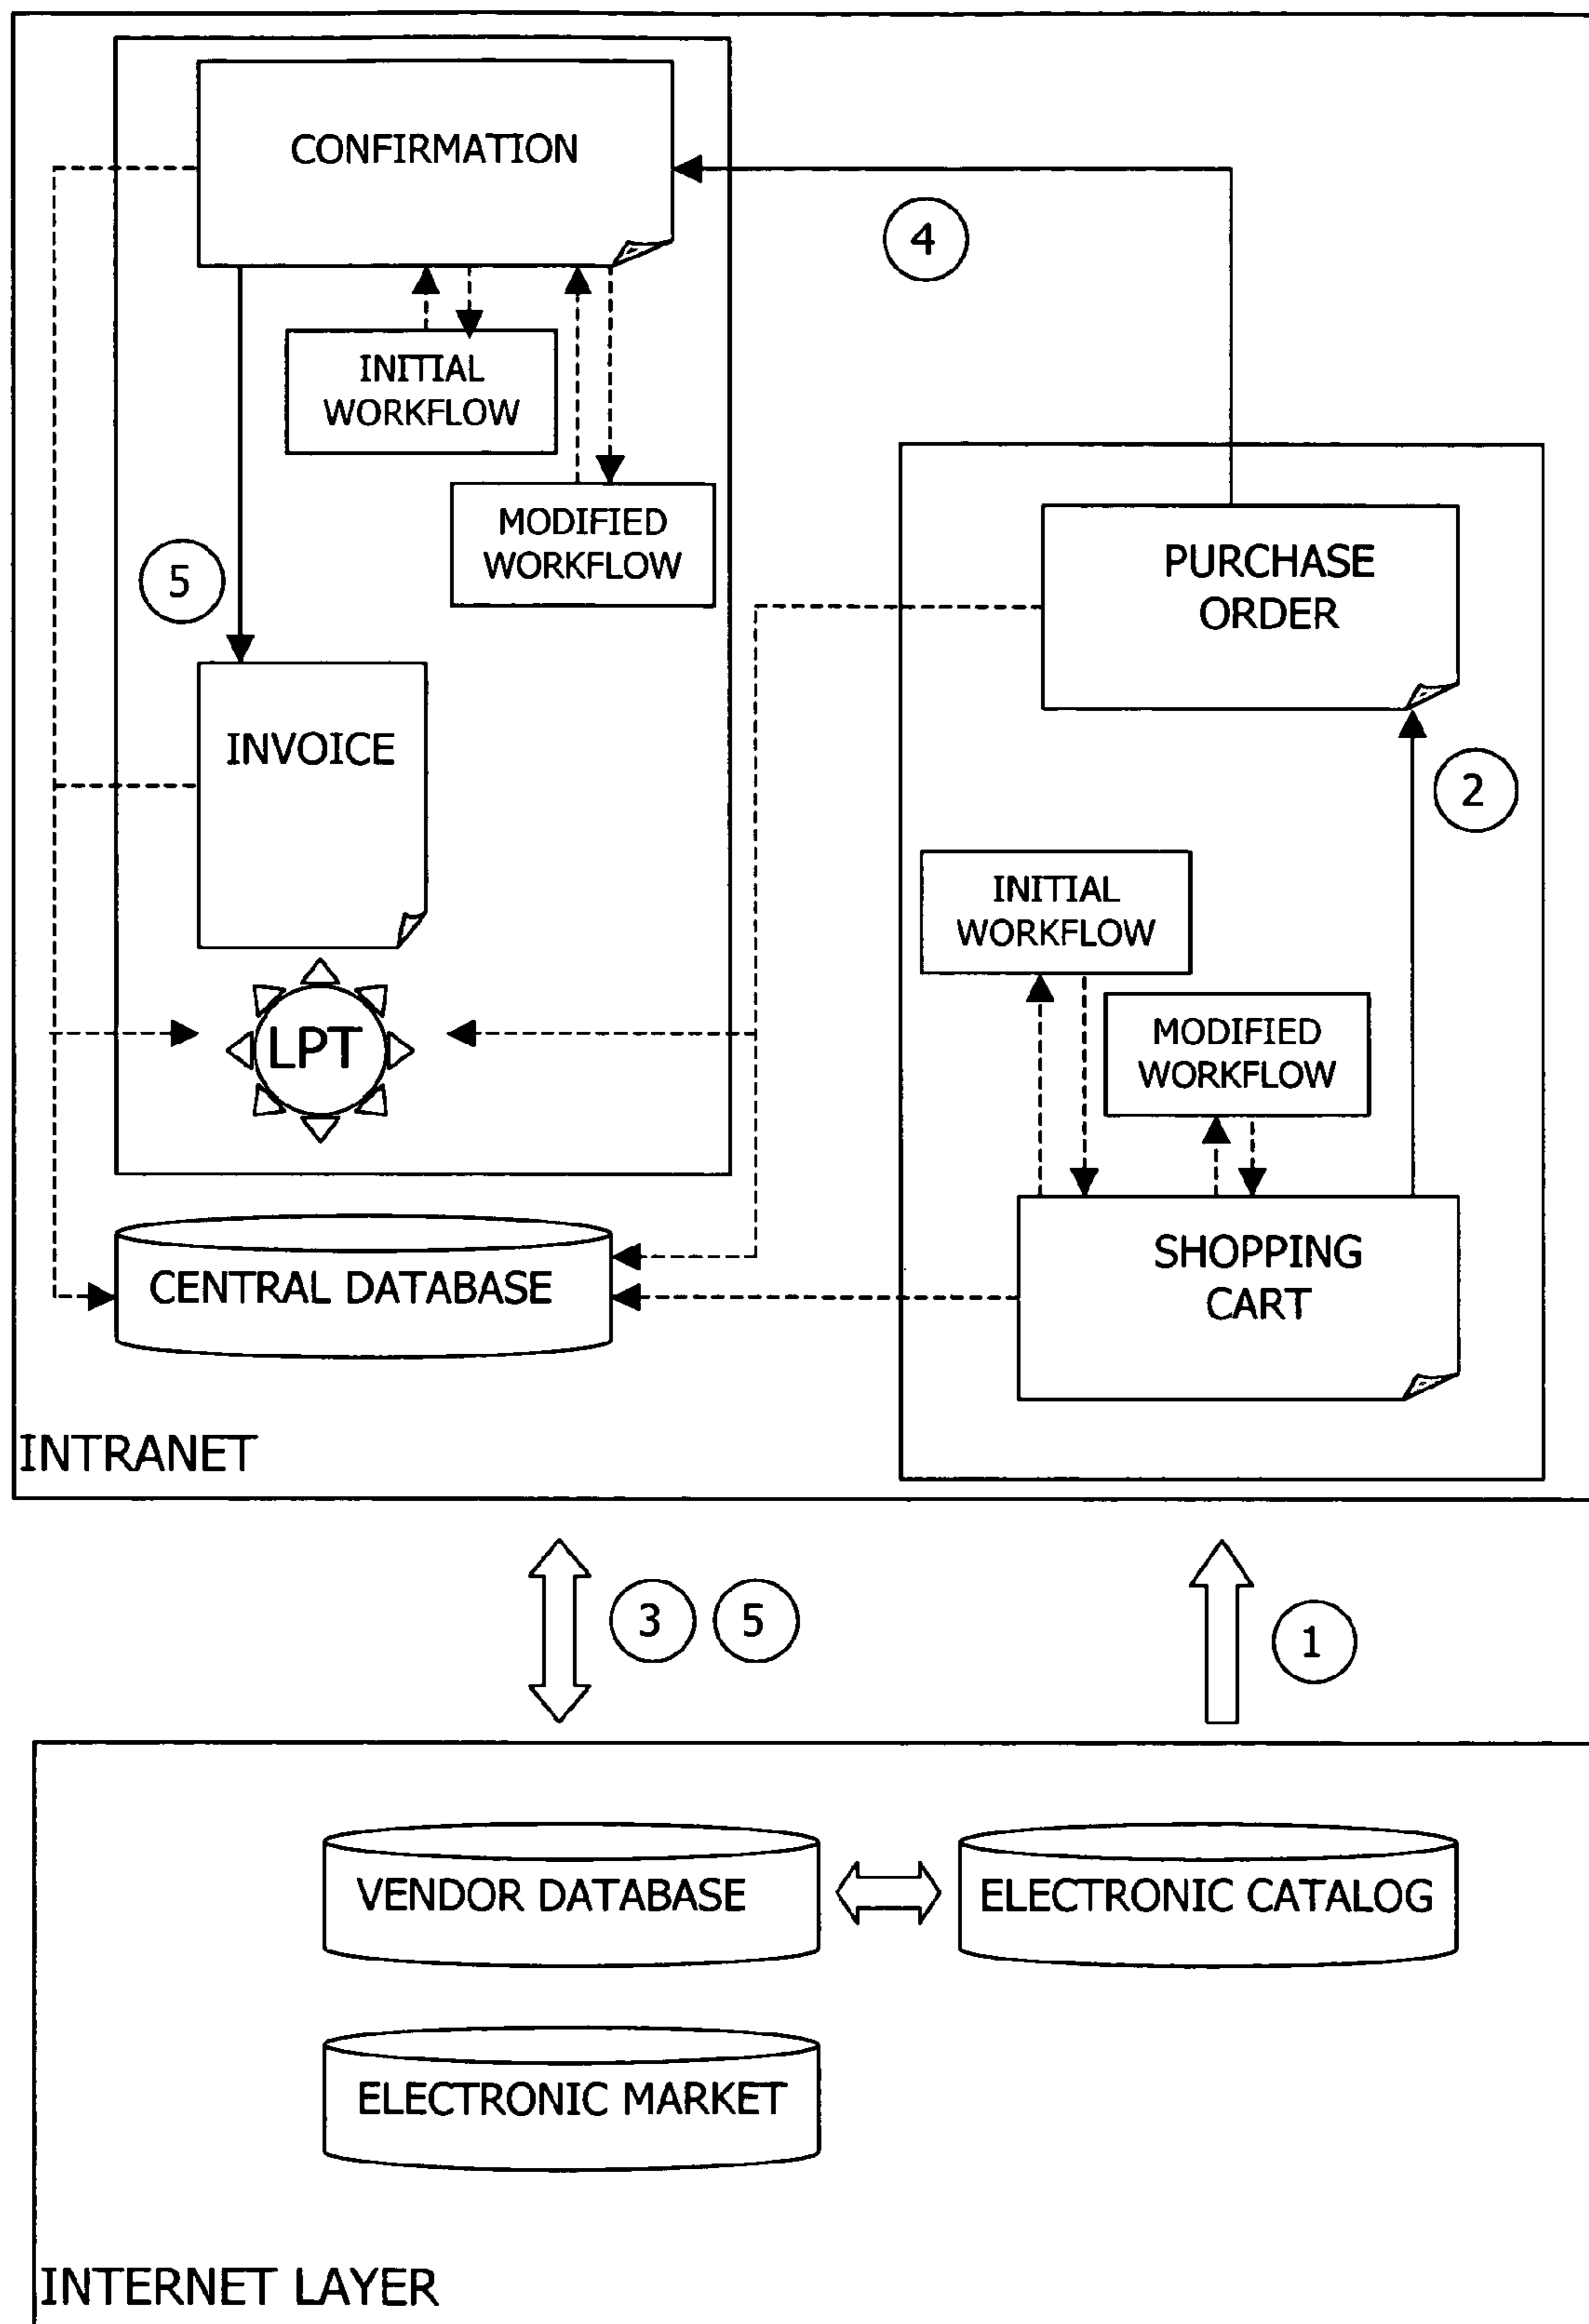 CONFIRMATION
4
INITIAL
WORKFLOW
MODIFIED
WORKFLOW
5
PURCHASE
ORDER
INVOICE
2
INITIAL
WORKFLOW
LPT
MODIFIED
WORKFLOW
SHOPPING
CART
CENTRAL DATABASE
INTRANET
3
5
1
VENDOR DATABASE
ELECTRONIC CATALOG
ELECTRONIC MARKET
INTERNET LAYER